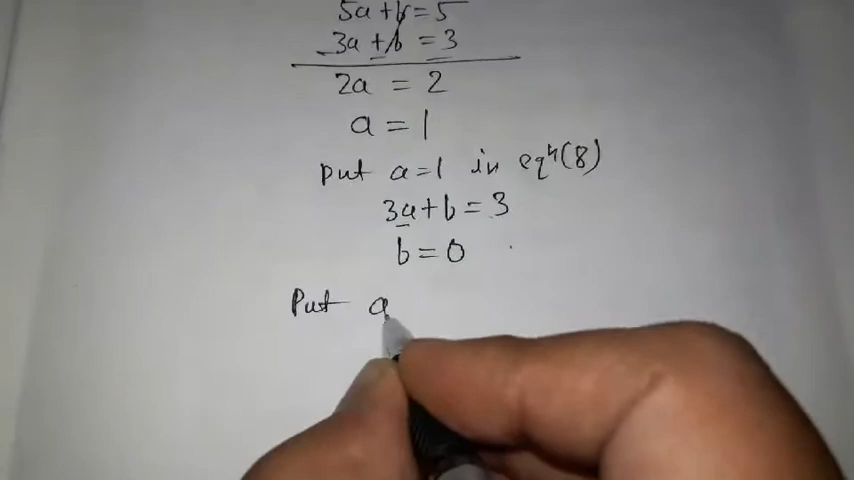 5a+b=5
-3a+b=3
2a = 2
a = 1
put a=1 in eqⁿ(8)
3a+b=3
b=0
Put a